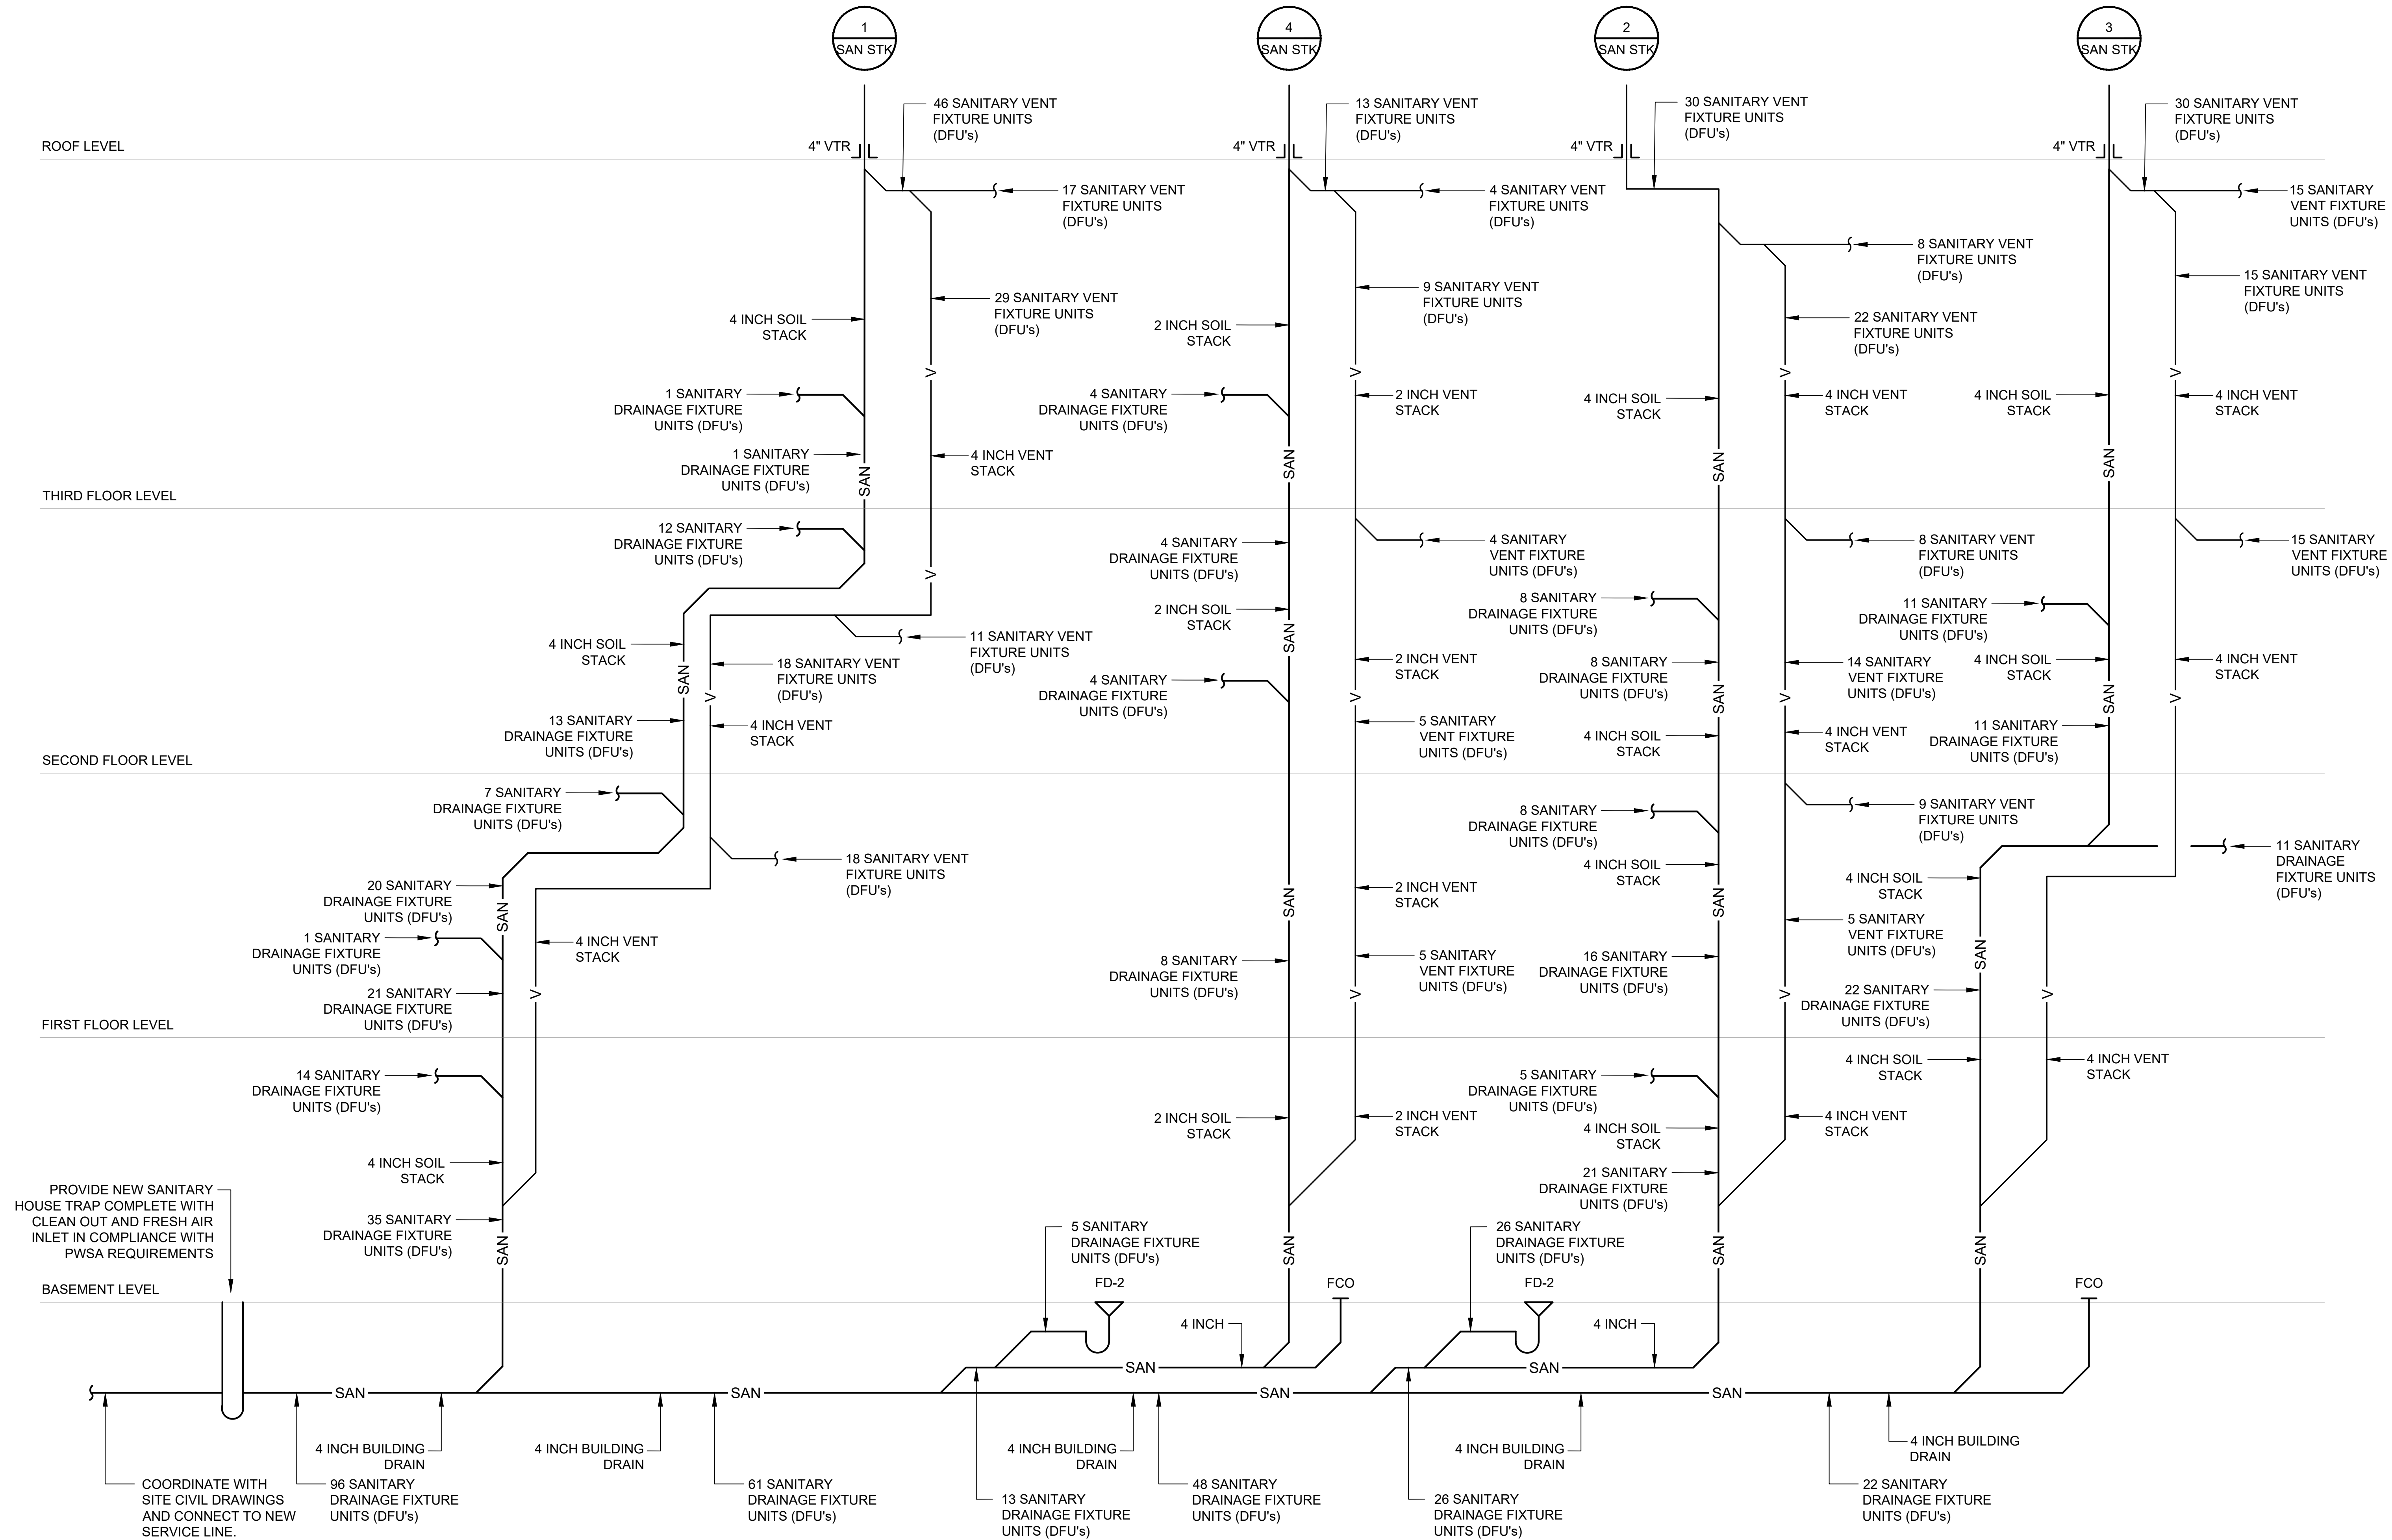 1
SAN STK
4
SAN STK
2
SAN STK
3
SAN STK
46 SANITARY VENT
FIXTURE UNITS
(DFU's)
13 SANITARY VENT
FIXTURE UNITS
(DFU's)
30 SANITARY VENT
FIXTURE UNITS
(DFU's)
30 SANITARY VENT
FIXTURE UNITS
(DFU's)
ROOF LEVEL
4" VTR
4" VTR
4" VTR
4" VTR
17 SANITARY VENT
FIXTURE UNITS
(DFU's)
4 SANITARY VENT
FIXTURE UNITS
(DFU's)
15 SANITARY
VENT FIXTURE
UNITS (DFU's)
8 SANITARY VENT
FIXTURE UNITS
(DFU's)
29 SANITARY VENT
FIXTURE UNITS
(DFU's)
9 SANITARY VENT
FIXTURE UNITS
(DFU's)
15 SANITARY VENT
FIXTURE UNITS
(DFU's)
4 INCH SOIL
STACK
2 INCH SOIL
STACK
22 SANITARY VENT
FIXTURE UNITS
(DFU's)
V
V
V
V
1 SANITARY
DRAINAGE FIXTURE
UNITS (DFU's)
4 SANITARY
DRAINAGE FIXTURE
UNITS (DFU's)
2 INCH VENT
STACK
4 INCH SOIL
STACK
4 INCH VENT
STACK
4 INCH SOIL
STACK
4 INCH VENT
STACK
1 SANITARY
DRAINAGE FIXTURE
UNITS (DFU's)
SAN
4 INCH VENT
STACK
SAN
SAN
SAN
THIRD FLOOR LEVEL
12 SANITARY
DRAINAGE FIXTURE
UNITS (DFU's)
V
4 SANITARY
DRAINAGE FIXTURE
UNITS (DFU's)
4 SANITARY
VENT FIXTURE
UNITS (DFU's)
8 SANITARY VENT
FIXTURE UNITS
(DFU's)
15 SANITARY
VENT FIXTURE
UNITS (DFU's)
2 INCH SOIL
STACK
8 SANITARY
DRAINAGE FIXTURE
UNITS (DFU's)
11 SANITARY
DRAINAGE FIXTURE
UNITS (DFU's)
4 INCH SOIL
STACK
SAN
11 SANITARY VENT
FIXTURE UNITS
(DFU's)
18 SANITARY VENT
FIXTURE UNITS
(DFU's)
V
SAN
4 SANITARY
DRAINAGE FIXTURE
UNITS (DFU's)
2 INCH VENT
STACK
V
8 SANITARY
DRAINAGE FIXTURE
UNITS (DFU's)
SAN
14 SANITARY
VENT FIXTURE
UNITS (DFU's)
V
4 INCH SOIL
STACK
SAN
4 INCH VENT
STACK
V
13 SANITARY
DRAINAGE FIXTURE
UNITS (DFU's)
4 INCH VENT
STACK
5 SANITARY
VENT FIXTURE
UNITS (DFU's)
4 INCH SOIL
STACK
4 INCH VENT
STACK
11 SANITARY
DRAINAGE FIXTURE
UNITS (DFU's)
SECOND FLOOR LEVEL
7 SANITARY
DRAINAGE FIXTURE
UNITS (DFU's)
8 SANITARY
DRAINAGE FIXTURE
UNITS (DFU's)
9 SANITARY VENT
FIXTURE UNITS
(DFU's)
18 SANITARY VENT
FIXTURE UNITS
(DFU's)
4 INCH SOIL
STACK
11 SANITARY
DRAINAGE
FIXTURE UNITS
(DFU's)
20 SANITARY
DRAINAGE FIXTURE
UNITS (DFU's)
SAN
2 INCH VENT
STACK
SAN
SAN
4 INCH SOIL
STACK
1 SANITARY
DRAINAGE FIXTURE
UNITS (DFU's)
4 INCH VENT
STACK
5 SANITARY
VENT FIXTURE
UNITS (DFU's)
8 SANITARY
DRAINAGE FIXTURE
UNITS (DFU's)
5 SANITARY
VENT FIXTURE
UNITS (DFU's)
16 SANITARY
DRAINAGE FIXTURE
UNITS (DFU's)
SAN
21 SANITARY
DRAINAGE FIXTURE
UNITS (DFU's)
V
V
V
22 SANITARY
DRAINAGE FIXTURE
UNITS (DFU's)
V
FIRST FLOOR LEVEL
14 SANITARY
DRAINAGE FIXTURE
UNITS (DFU's)
5 SANITARY
DRAINAGE FIXTURE
UNITS (DFU's)
4 INCH SOIL
STACK
4 INCH VENT
STACK
2 INCH SOIL
STACK
2 INCH VENT
STACK
4 INCH SOIL
STACK
4 INCH VENT
STACK
4 INCH SOIL
STACK
21 SANITARY
DRAINAGE FIXTURE
UNITS (DFU's)
PROVIDE NEW SANITARY
HOUSE TRAP COMPLETE WITH
CLEAN OUT AND FRESH AIR
INLET IN COMPLIANCE WITH
PWSA REQUIREMENTS
35 SANITARY
DRAINAGE FIXTURE
UNITS (DFU's)
SAN
5 SANITARY
DRAINAGE FIXTURE
UNITS (DFU's)
SAN
26 SANITARY
DRAINAGE FIXTURE
UNITS (DFU's)
SAN
SAN
BASEMENT LEVEL
FD-2
FCO
FD-2
FCO
4 INCH
4 INCH
SAN
SAN
SAN
SAN
SAN
SAN
4 INCH BUILDING
DRAIN
4 INCH BUILDING
DRAIN
4 INCH BUILDING
DRAIN
4 INCH BUILDING
DRAIN
4 INCH BUILDING
DRAIN
COORDINATE WITH
SITE CIVIL DRAWINGS
AND CONNECT TO NEW
SERVICE LINE.
96 SANITARY
DRAINAGE FIXTURE
UNITS (DFU's)
61 SANITARY
DRAINAGE FIXTURE
UNITS (DFU's)
13 SANITARY
DRAINAGE FIXTURE
UNITS (DFU's)
48 SANITARY
DRAINAGE FIXTURE
UNITS (DFU's)
26 SANITARY
DRAINAGE FIXTURE
UNITS (DFU's)
22 SANITARY
DRAINAGE FIXTURE
UNITS (DFU's)